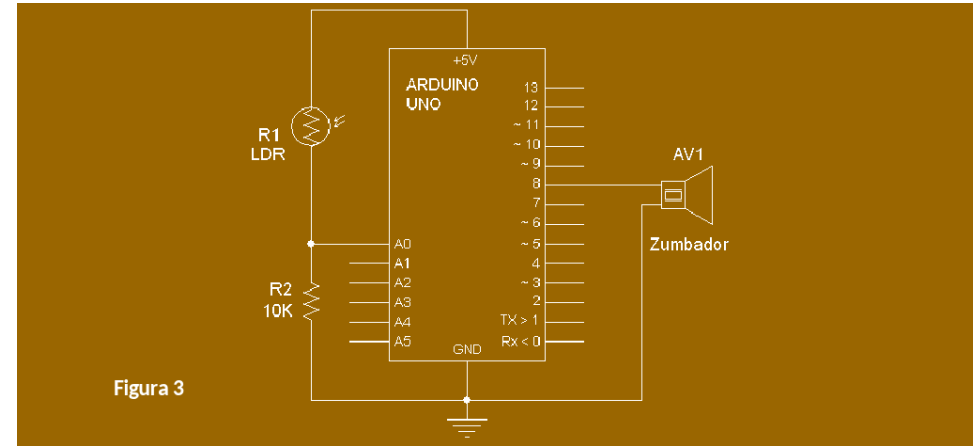 +5V
ARDUINO
UNO
13
12
~ 11
~ 10
~ 9
8
7
~ 6
~ 5
4
~ 3
2
TX > 1
Rx < 0
R1
LDR
A0
A1
A2
A3
A4
A5
R2
10K
GND
AV1
Zumbador
Figura 3